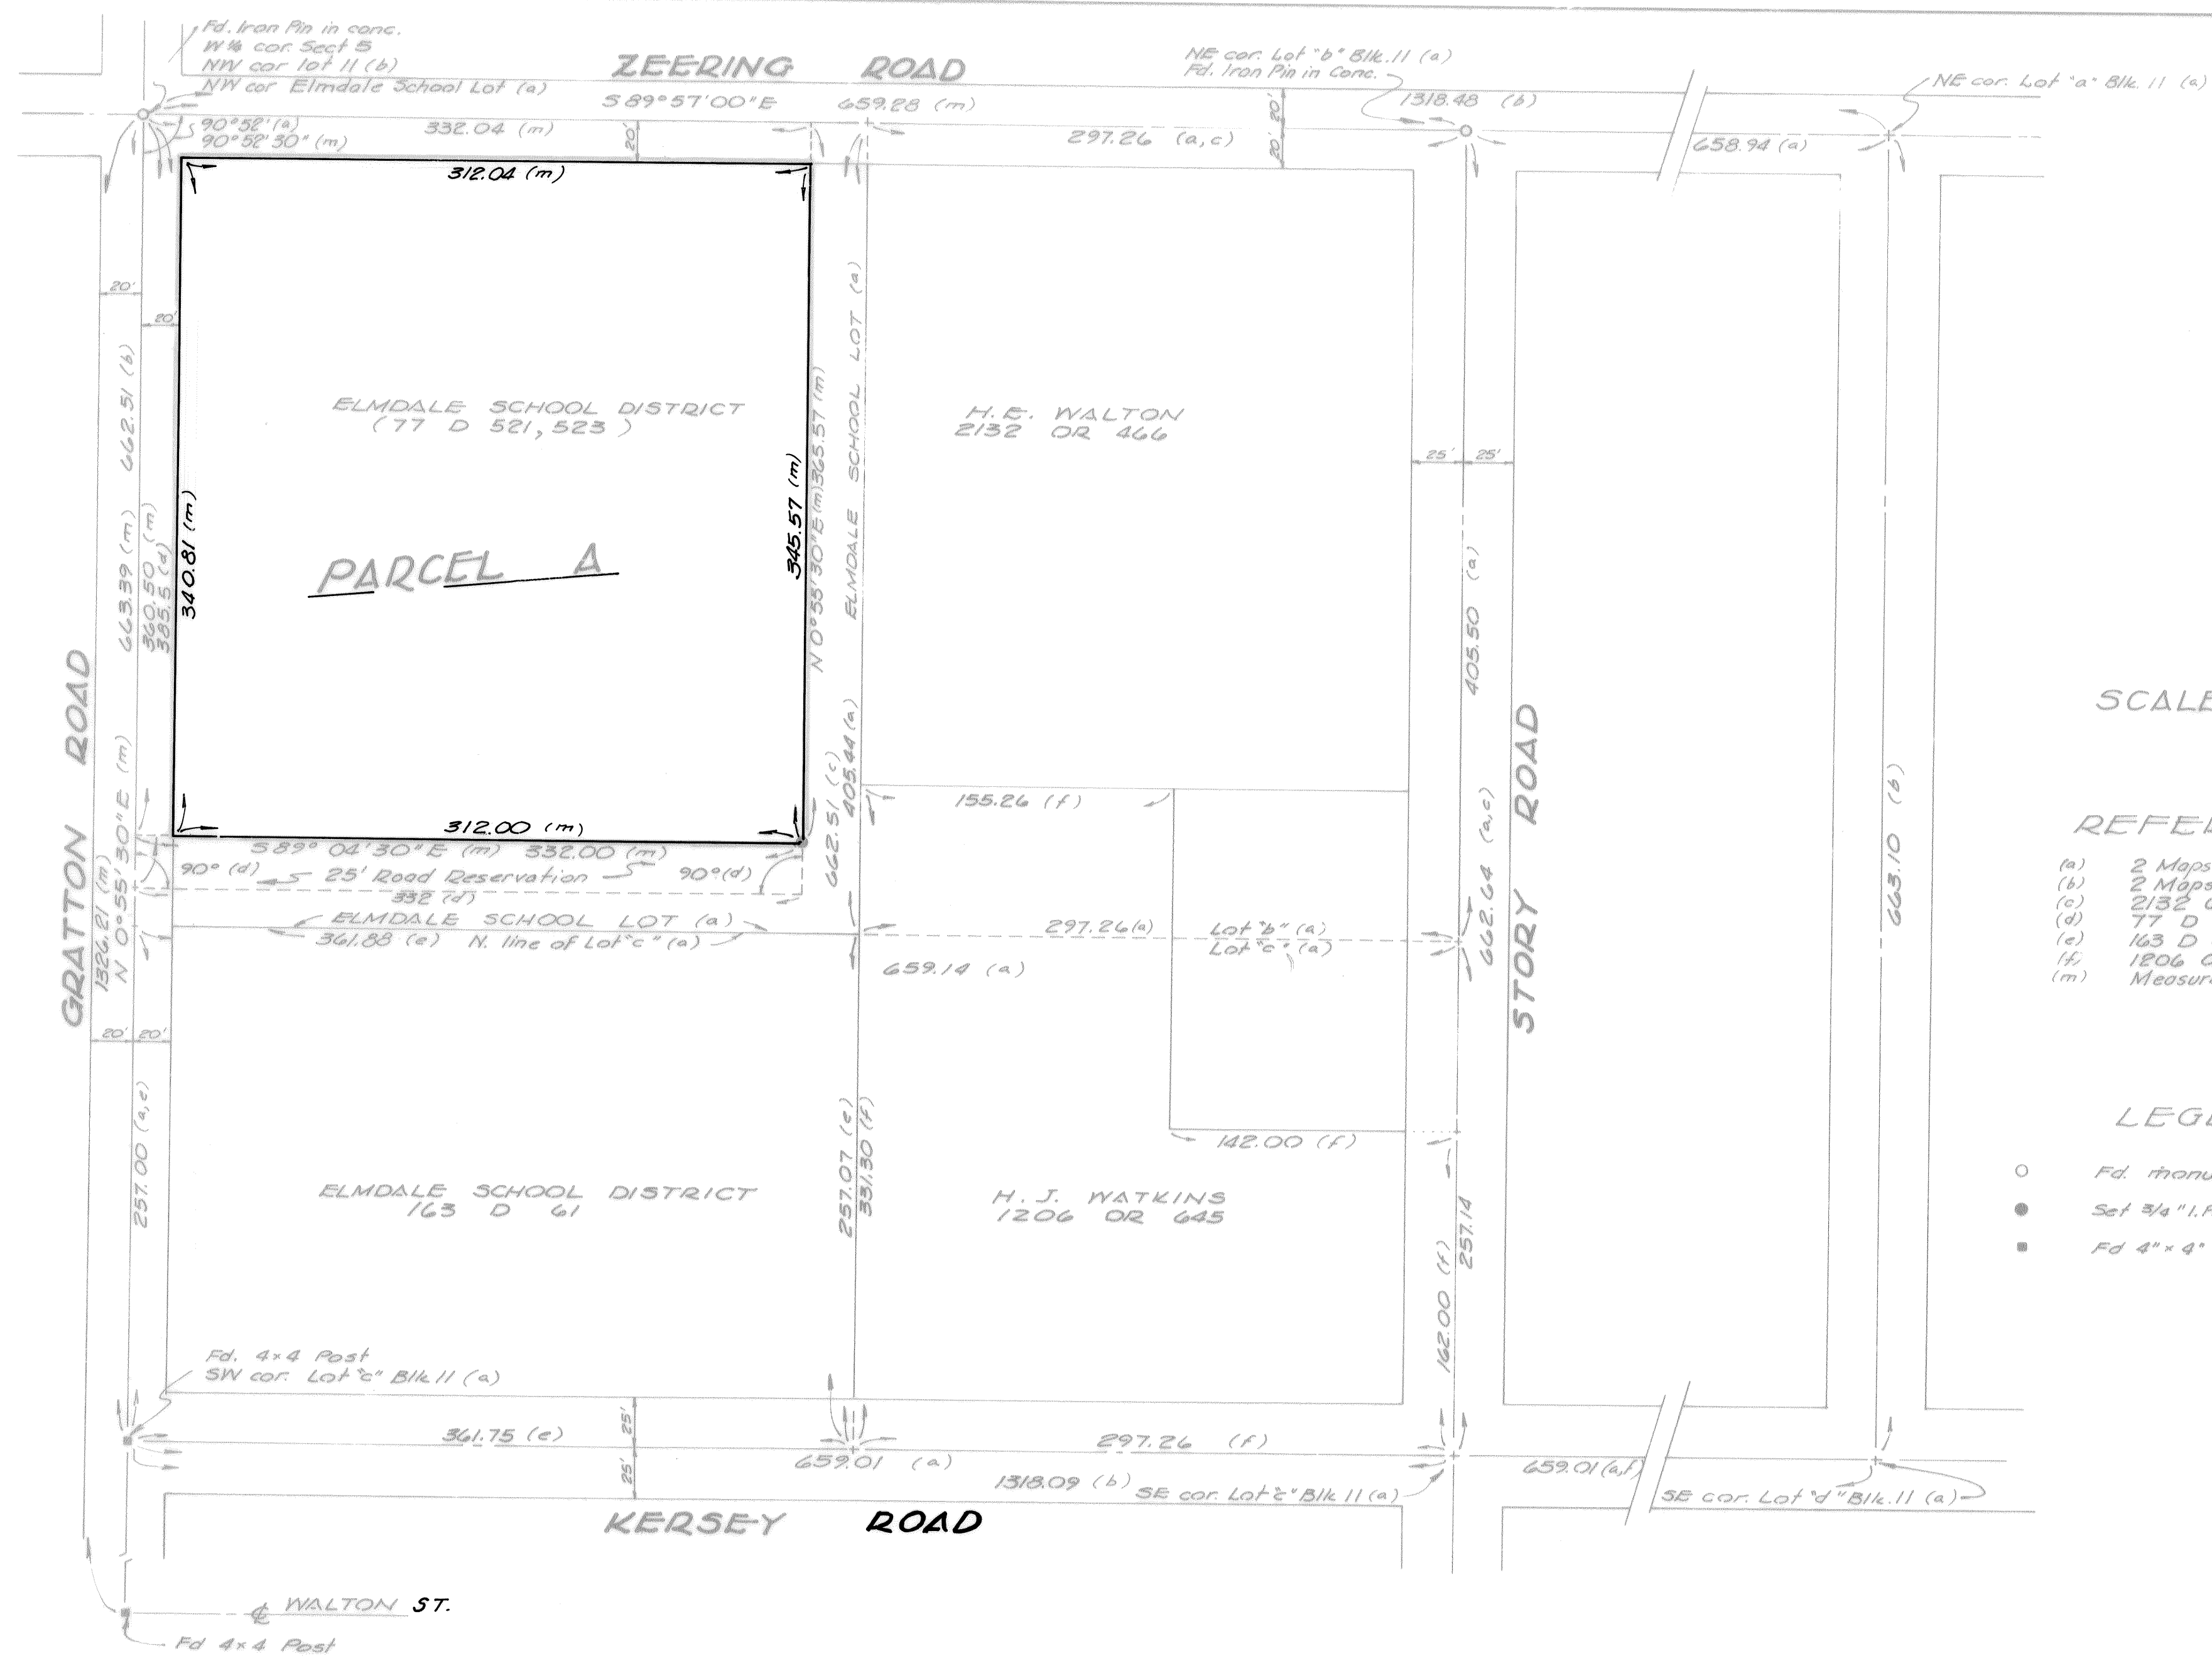 Fd. Iron Pin in conc.
W¼ cor. Sect 5
NW cor lot 11 (b)
NW cor Elmdale School Lot (a)
ZEERING ROAD
S 89°57'00"E 659.28 (m)
NE cor. Lot "b" Blk. 11 (a)
Fd. Iron Pin in Conc.
1318.48 (b)
NE cor. Lot "a" Blk. 11 (a)
90°52' (a)
90°52'30" (m)
332.04 (m)
20'
297.26 (a,c)
20' 20'
658.94 (a)
312.04 (m)
20'
20'
662.51 (b)
663.39 (m)
360.50 (m)
385.5 (d)
340.81 (m)
ELMDALE SCHOOL DISTRICT
(77 D 521, 523)
PARCEL A
345.57 (m)
N 0°55'30"E (m) 365.57 (m)
ELMDALE SCHOOL LOT (a)
H.E. WALTON
2132 OR 466
25' 25'
405.50 (a)
GRATTON ROAD
1326.21 (m)
N 0°55'30"E (m)
312.00 (m)
S 89° 04'30"E (m) 332.00 (m)
90° (d) 25' Road Reservation 90° (d)
332 (d)
ELMDALE SCHOOL LOT (a)
361.88 (e) N. line of Lot "c" (a)
662.51 (c)
405.44 (a)
155.26 (f)
297.26 (a)
Lot "b" (a)
Lot "c" (a)
659.14 (a)
662.64 (a,c)
STORY ROAD
663.10 (b)
SCALE
REFER
(a) 2 Maps
(b) 2 Maps
(c) 2132
(d) 77 D
(e) 163 D
(f) 1206
(m) Measur
20' 20'
257.00 (a,e)
257.07 (e)
331.30 (f)
142.00 (f)
ELMDALE SCHOOL DISTRICT
163 D 61
H. J. WATKINS
1206 OR 645
257.14
162.00 (f)
LEGE
Fd. monu
Set 3/4" I.P
Fd 4"x 4"
Fd. 4x4 Post
SW cor. Lot "c" Blk 11 (a)
361.75 (e)
25'
25'
297.26 (f)
659.01 (a)
1318.09 (b)
SE cor. Lot "c" Blk 11 (a)
659.01 (a,f)
SE cor. Lot "d" Blk. 11 (a)
KERSEY ROAD
WALTON ST.
Fd 4x4 Post